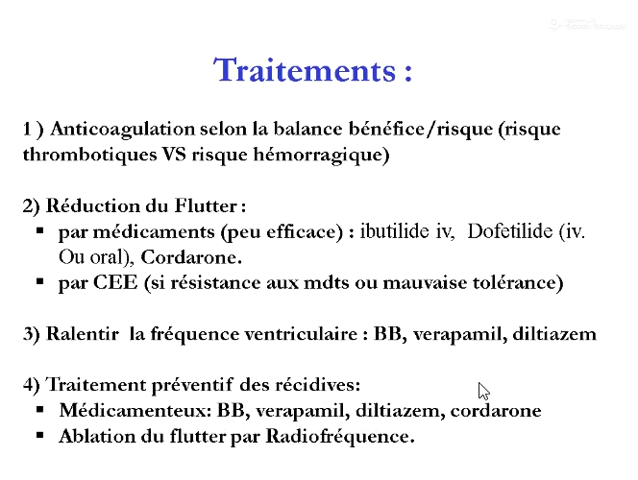 Traitements :
1 ) Anticoagulation selon la balance bénéfice/risque (risque
thrombotiques VS risque hémorragique)
2) Réduction du Flutter :
▪ par médicaments (peu efficace) : ibutilide iv, Dofetilide (iv.
Ou oral), Cordarone.
▪ par CEE (si résistance aux mdts ou mauvaise tolérance)
3) Ralentir la fréquence ventriculaire : BB, verapamil, diltiazem
4) Traitement préventif des récidives:
▪ Médicamenteux: BB, verapamil, diltiazem, cordarone
▪ Ablation du flutter par Radiofréquence.